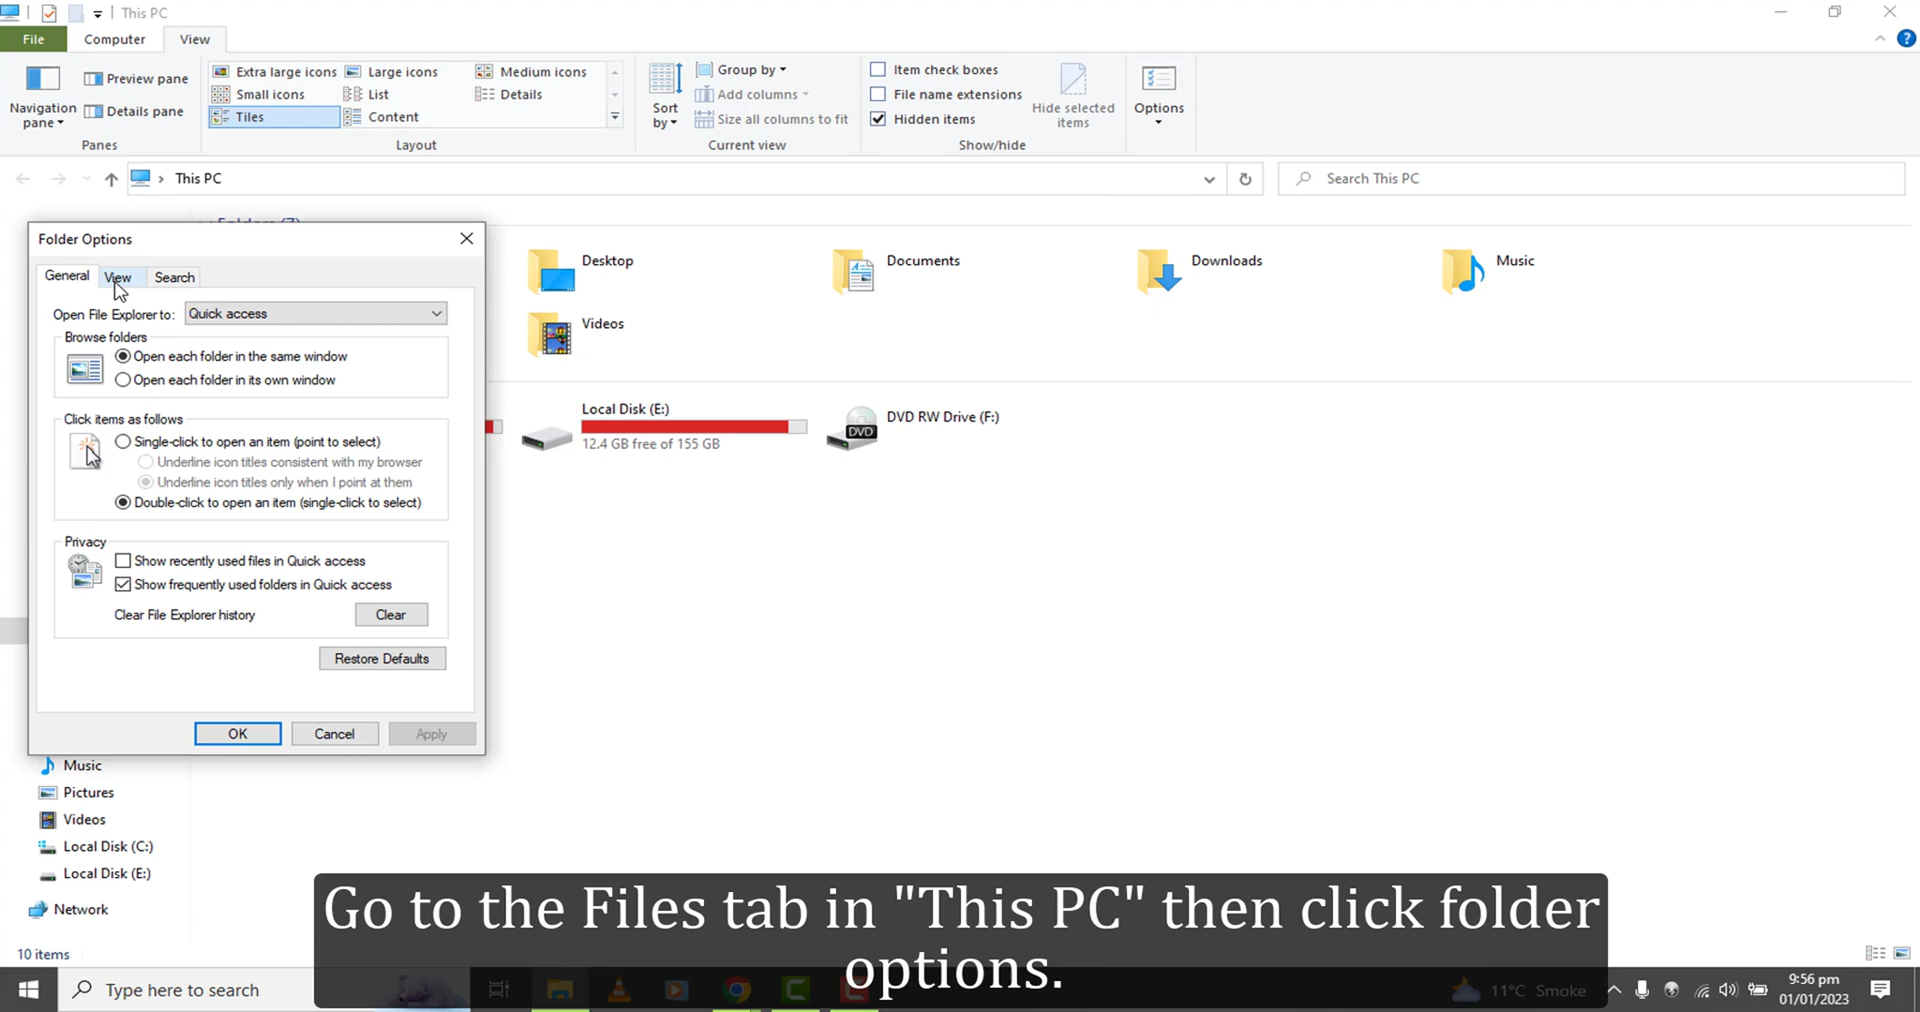 This PC
File
Computer
View
Navigation pane
Preview pane
Details pane
Panes
Extra large icons
Large icons
Medium icons
Small icons
List
Details
Tiles
Content
Layout
Sort by
Group by
Add columns
Size all columns to fit
Current view
Item check boxes
File name extensions
Hidden items
Hide selected items
Show/hide
Options
This PC
Search This PC
Folders (7)
Folder Options
General
View
Search
Open File Explorer to:
Quick access
Browse folders
Open each folder in the same window
Open each folder in its own window
Click items as follows
Single-click to open an item (point to select)
Underline icon titles consistent with my browser
Underline icon titles only when I point at them
Double-click to open an item (single-click to select)
Privacy
Show recently used files in Quick access
Show frequently used folders in Quick access
Clear File Explorer history
Clear
Restore Defaults
OK
Cancel
Apply
Desktop
Documents
Downloads
Music
Videos
Local Disk (E:)
12.4 GB free of 155 GB
DVD
DVD RW Drive (F:)
Music
Pictures
Videos
Local Disk (C:)
Local Disk (E:)
Network
10 items
Go to the Files tab in "This PC" then click folder
options.
Type here to search
11°C Smoke
9:56 pm
01/01/2023